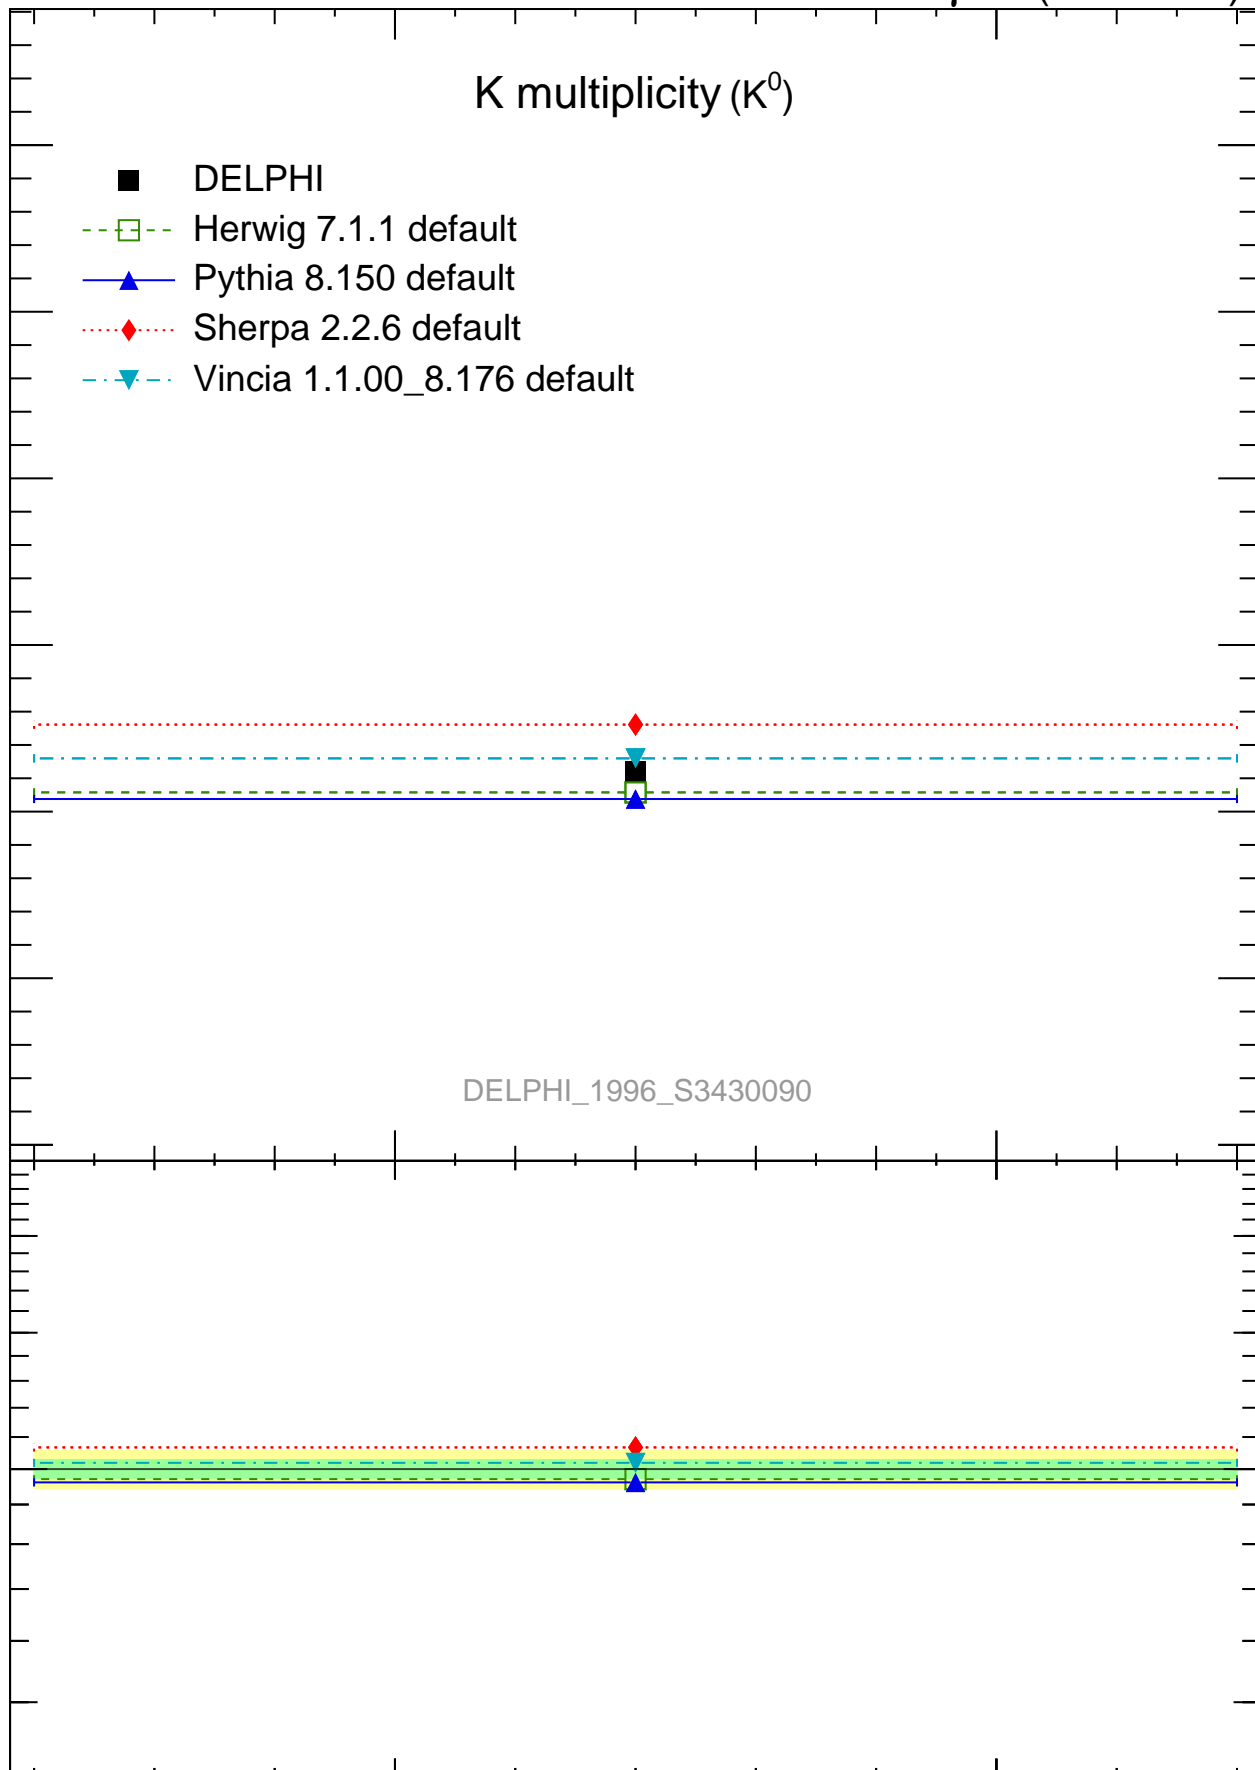 K multiplicity (K⁰)
DELPHI
Herwig 7.1.1 default
Pythia 8.150 default
Sherpa 2.2.6 default
Vincia 1.1.00_8.176 default
DELPHI_1996_S3430090